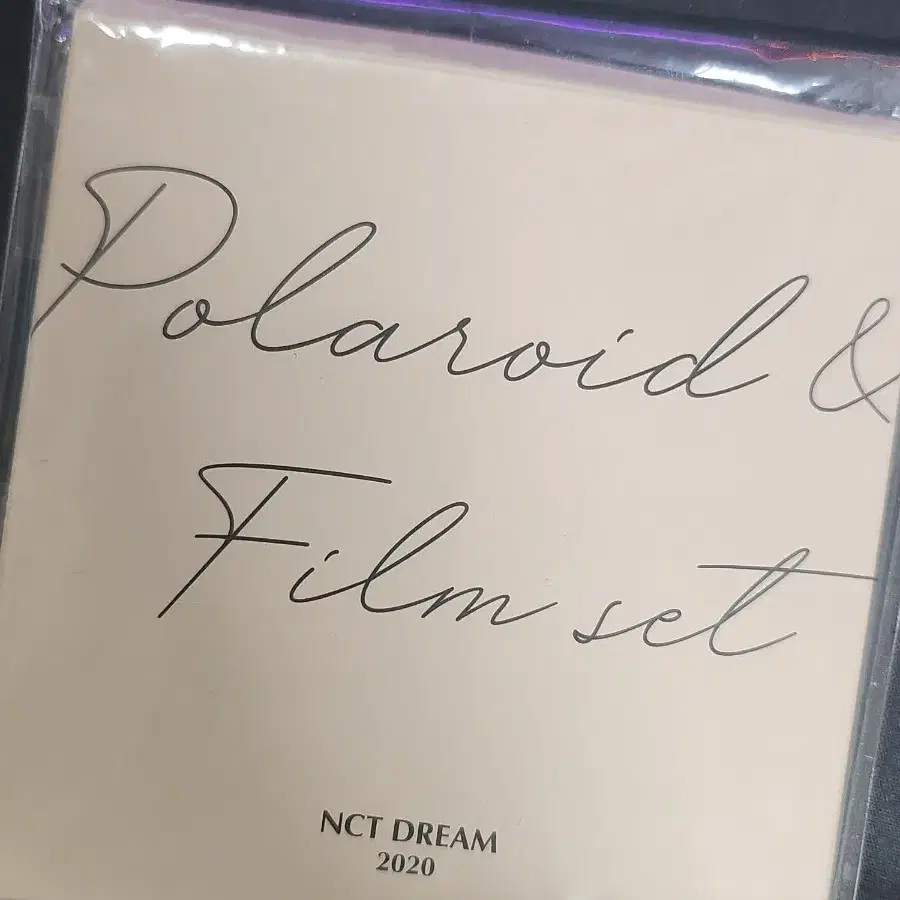 Polaroid &
Film set
NCT DREAM
2020